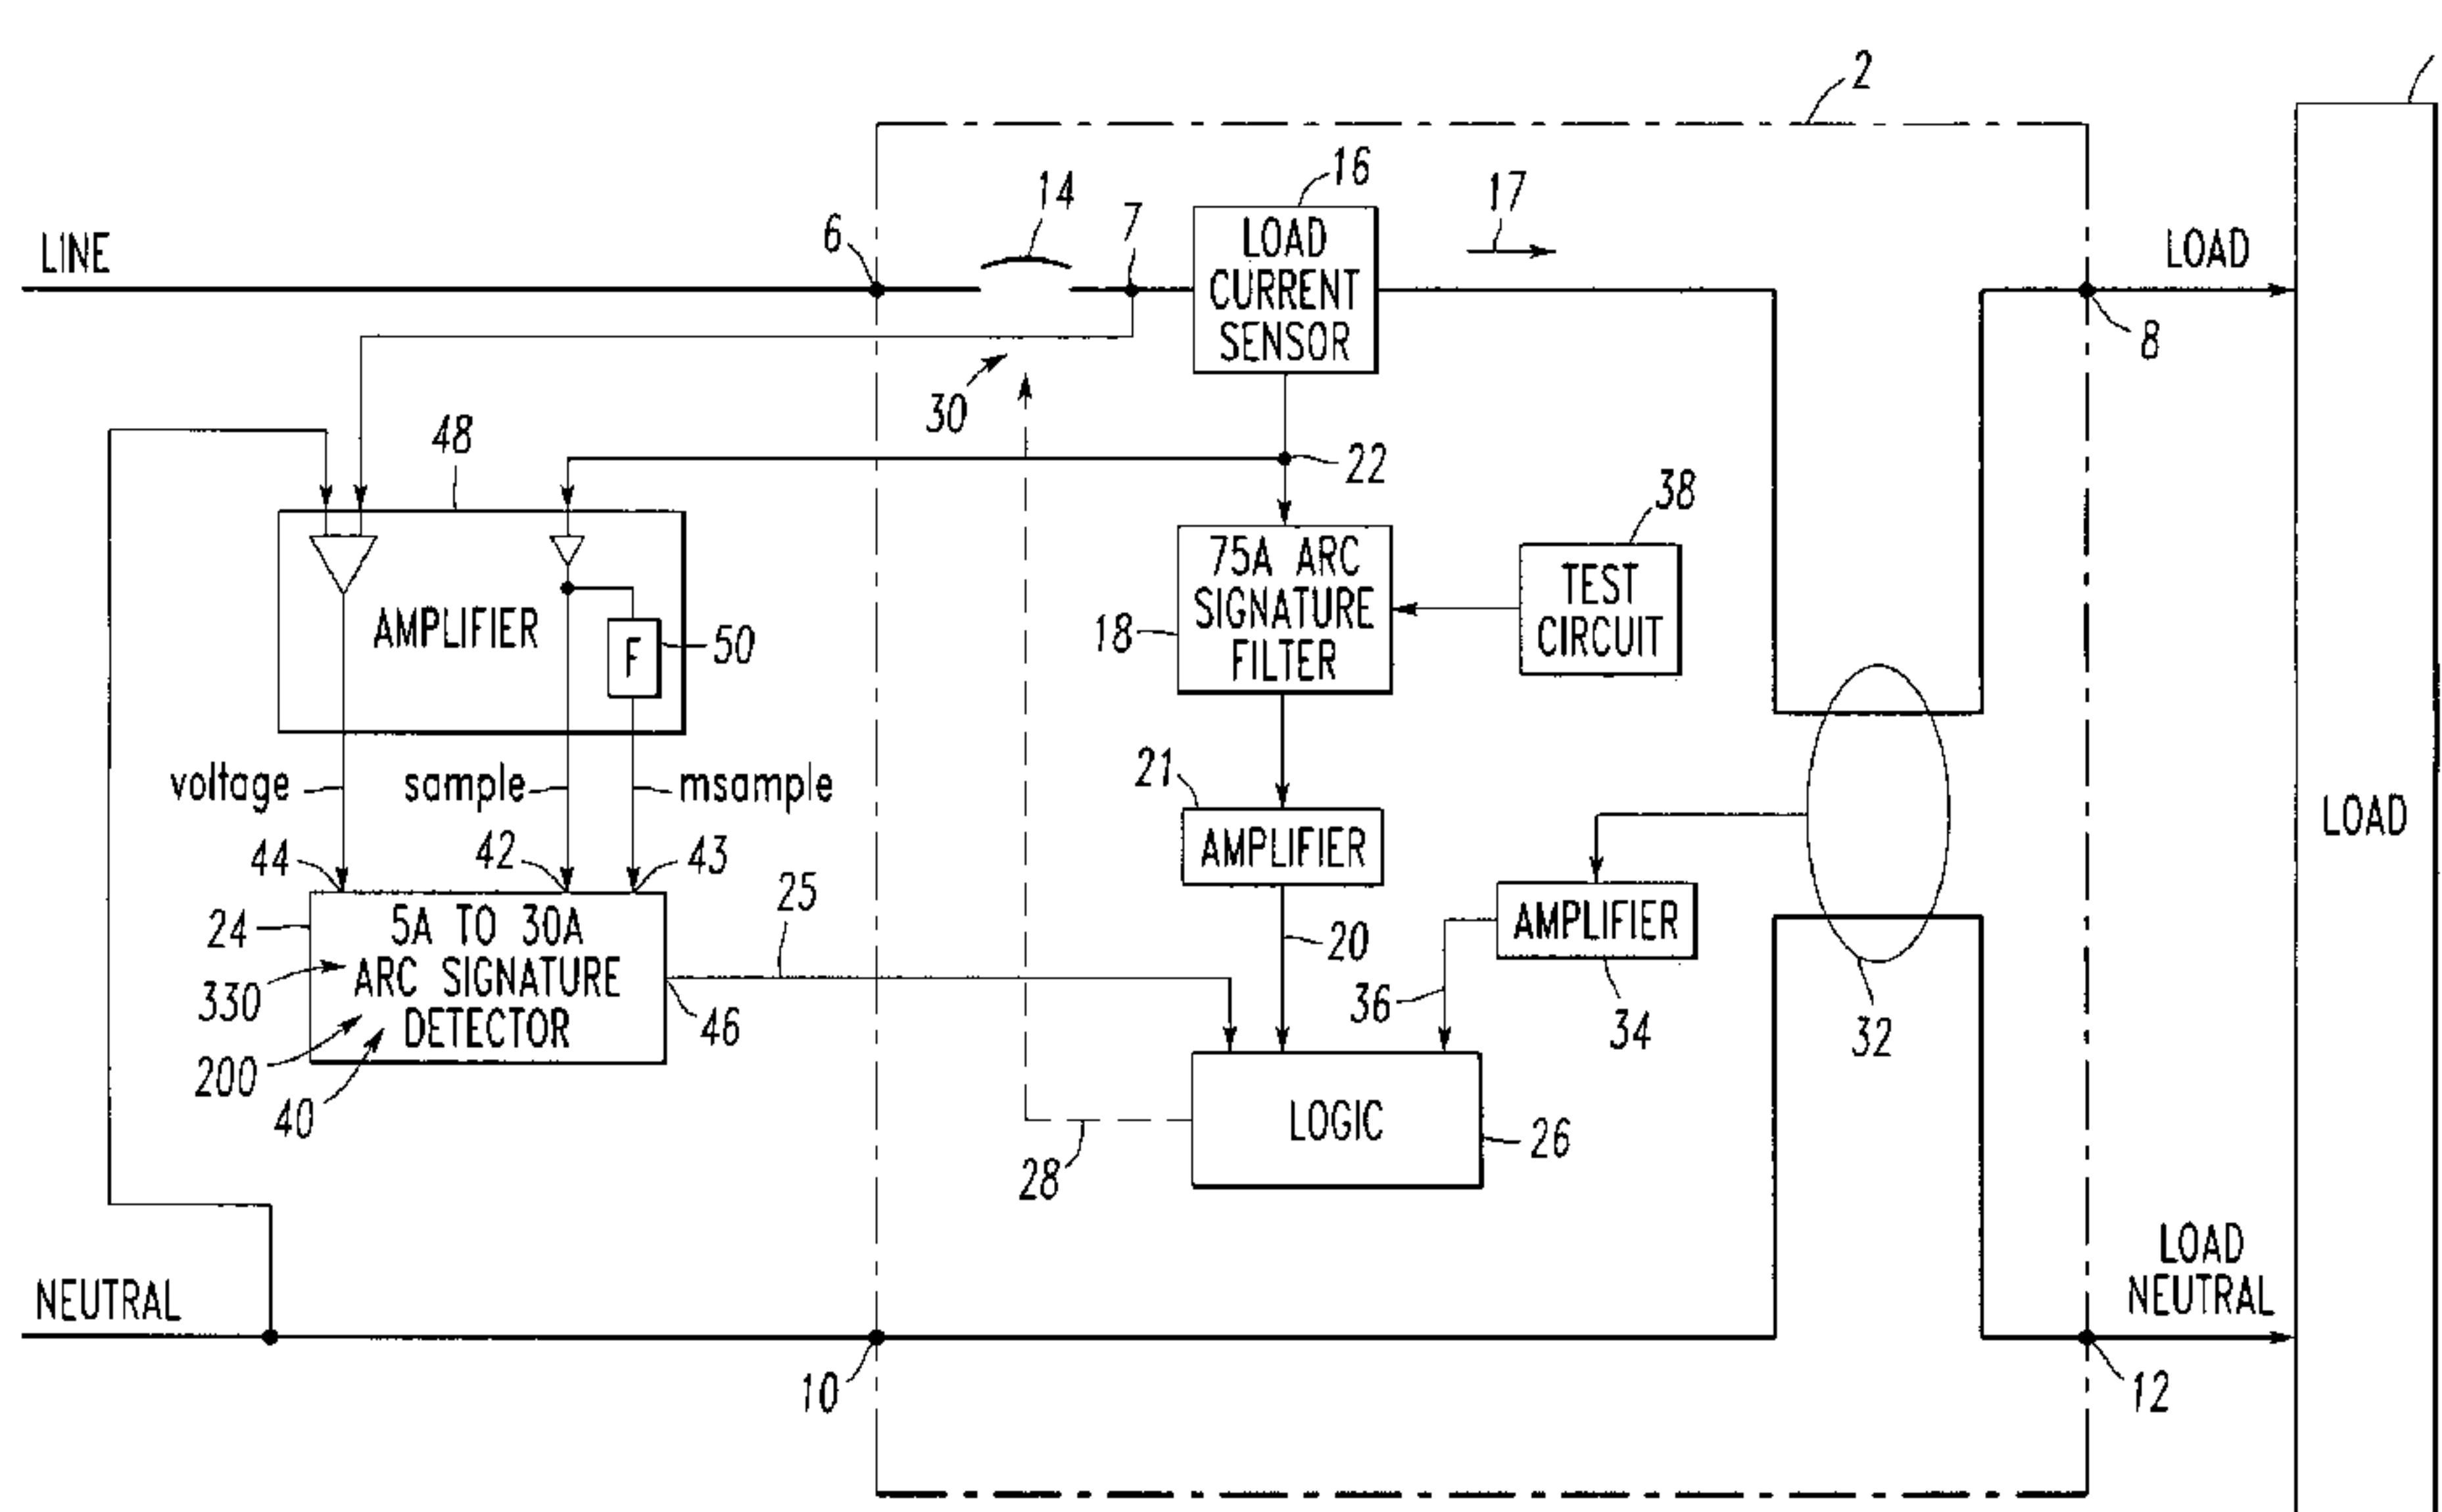 2
16
14
17
7
6
LINE
LOAD
CURRENT
SENSOR
LOAD
8
30
48
22
38
75A ARC
SIGNATURE
FILTER
18
TEST
CIRCUIT
AMPLIFIER
F
50
voltage
sample
msample
21
AMPLIFIER
LOAD
44
42
43
25
24
5A TO 30A
ARC SIGNATURE
DETECTOR
330
200
40
46
20
AMPLIFIER
36
34
32
LOGIC
26
28
LOAD
NEUTRAL
NEUTRAL
10
12